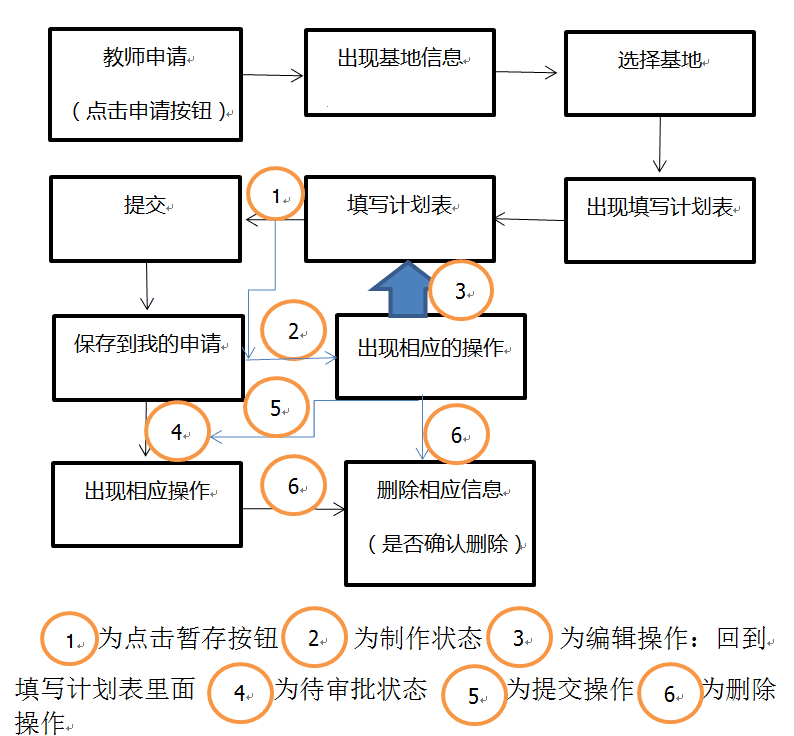 教师申请
（点击申请按钮）
出现基地信息
选择基地
提交
1
填写计划表
出现填写计划表
3
保存到我的申请
2
出现相应的操作
5
4
6
出现相应操作
6
删除相应信息
（是否确认删除）
1为点击暂存按钮 2 为制作状态 3 为编辑操作：回到
填写计划表里面 4 为待审批状态 5 为提交操作 6 为删除
操作